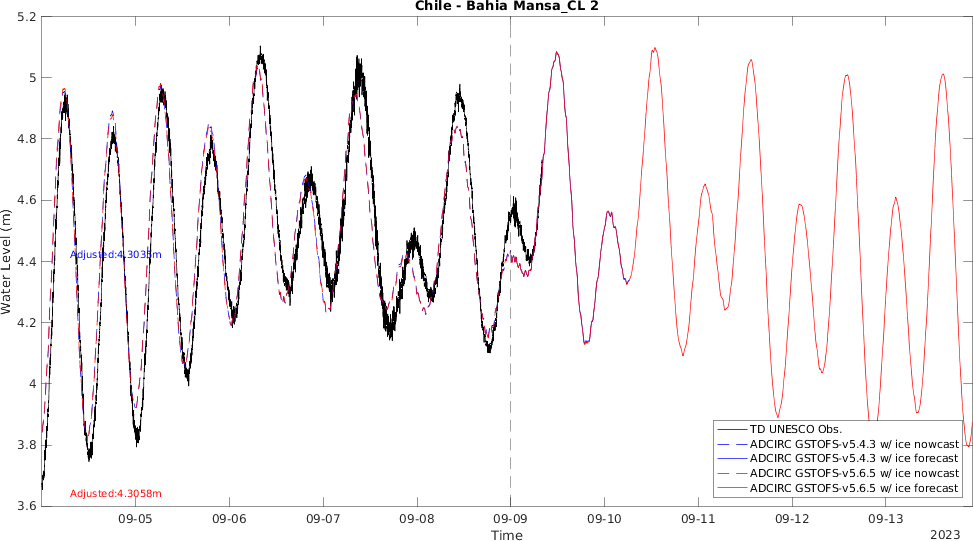 Chile - Bahia Mansa_CL 2
5.2
5
4.8
4.6
4.4
4.2
4
3.8
3.6
Water Level (m)
Adjusted:4.3035m
Adjusted:4.3058m
TD UNESCO Obs.
ADCIRC GSTOFS-v5.4.3 w/ ice nowcast
ADCIRC GSTOFS-v5.4.3 w/ ice forecast
ADCIRC GSTOFS-v5.6.5 w/ ice nowcast
ADCIRC GSTOFS-v5.6.5 w/ ice forecast
09-05 09-06 09-07 09-08 09-09 09-10 09-11 09-12 09-13
Time
2023